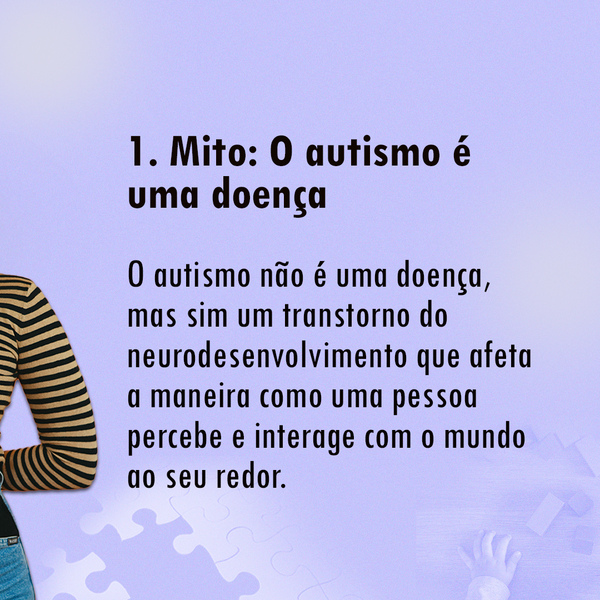 1. Mito: O autismo é
uma doença
O autismo não é uma doença,
mas sim um transtorno do
neurodesenvolvimento que afeta
a maneira como uma pessoa
percebe e interage com o mundo
ao seu redor.